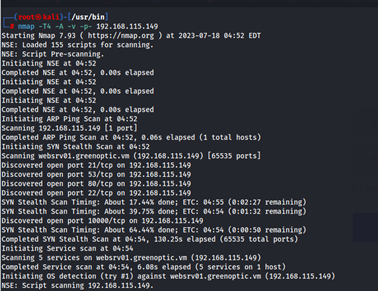 (root㉿kali)-[/usr/bin]
# nmap -T4 -A -v -p- 192.168.115.149
Starting Nmap 7.93 ( https://nmap.org ) at 2023-07-18 04:52 EDT
NSE: Loaded 155 scripts for scanning.
NSE: Script Pre-scanning.
Initiating NSE at 04:52
Completed NSE at 04:52, 0.00s elapsed
Initiating NSE at 04:52
Completed NSE at 04:52, 0.00s elapsed
Initiating NSE at 04:52
Completed NSE at 04:52, 0.00s elapsed
Initiating ARP Ping Scan at 04:52
Scanning 192.168.115.149 [1 port]
Completed ARP Ping Scan at 04:52, 0.06s elapsed (1 total hosts)
Initiating SYN Stealth Scan at 04:52
Scanning websrv01.greenoptic.vm (192.168.115.149) [65535 ports]
Discovered open port 21/tcp on 192.168.115.149
Discovered open port 53/tcp on 192.168.115.149
Discovered open port 80/tcp on 192.168.115.149
Discovered open port 22/tcp on 192.168.115.149
SYN Stealth Scan Timing: About 17.44% done; ETC: 04:55 (0:02:27 remaining)
SYN Stealth Scan Timing: About 39.75% done; ETC: 04:54 (0:01:32 remaining)
Discovered open port 10000/tcp on 192.168.115.149
SYN Stealth Scan Timing: About 64.44% done; ETC: 04:54 (0:00:50 remaining)
Completed SYN Stealth Scan at 04:54, 130.25s elapsed (65535 total ports)
Initiating Service scan at 04:54
Scanning 5 services on websrv01.greenoptic.vm (192.168.115.149)
Completed Service scan at 04:54, 6.08s elapsed (5 services on 1 host)
Initiating OS detection (try #1) against websrv01.greenoptic.vm (192.168.115.149)
NSE: Script scanning 192.168.115.149.